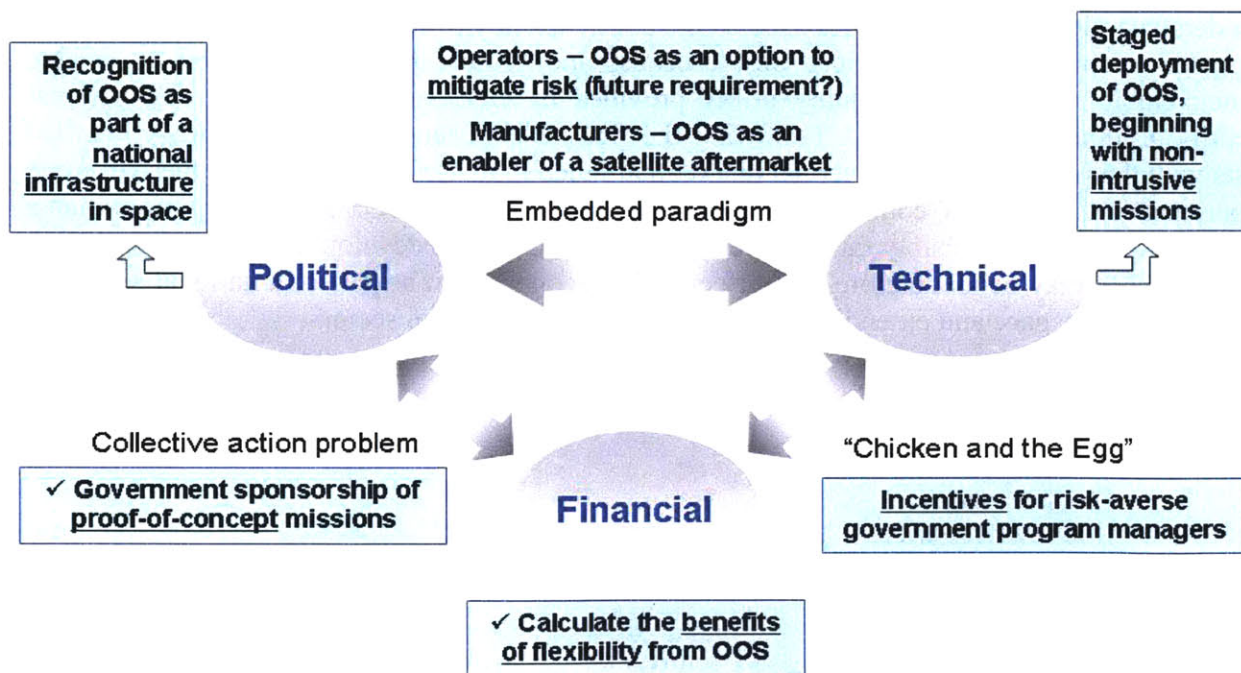 Recognition
of OOS as
part of a
national
infrastructure
in space
Operators – OOS as an option to
mitigate risk (future requirement?)
Manufacturers – OOS as an
enabler of a satellite aftermarket
Staged
deployment
of OOS,
beginning
with non-
intrusive
missions
Embedded paradigm
Political
Technical
Collective action problem
✓ Government sponsorship of
proof-of-concept missions
Financial
“Chicken and the Egg”
Incentives for risk-averse
government program managers
✓ Calculate the benefits
of flexibility from OOS